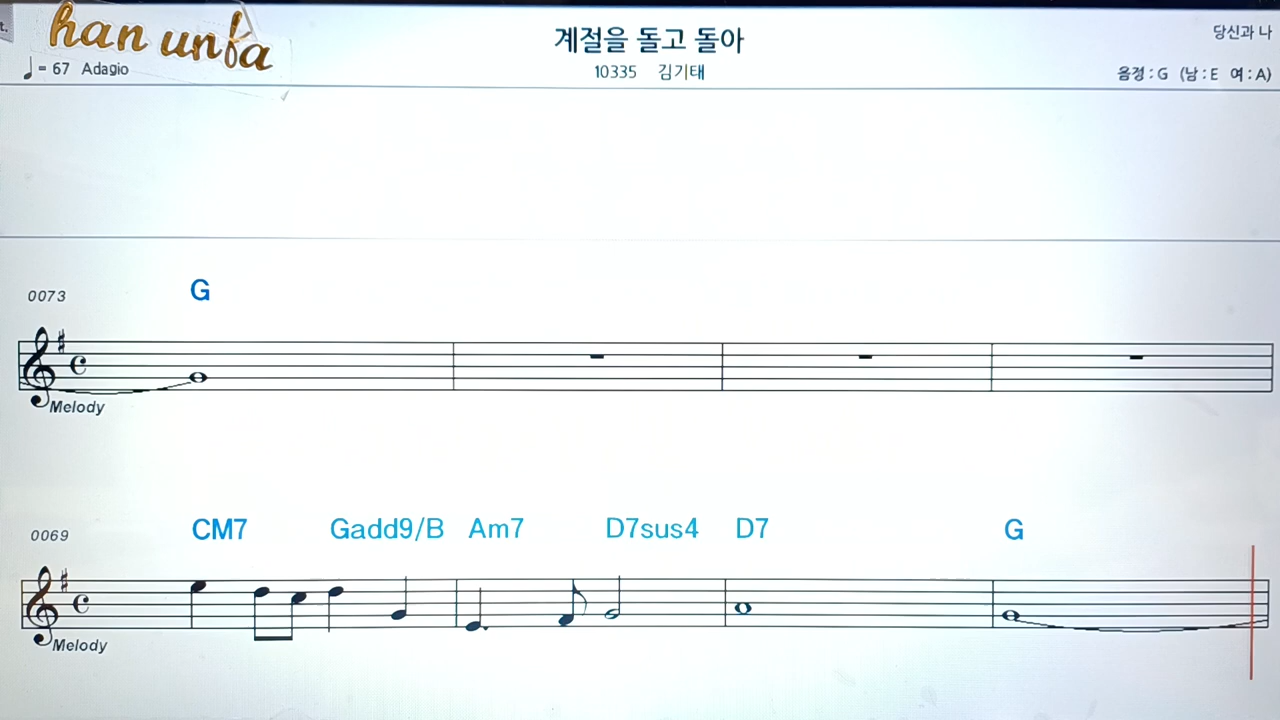 t.
han unfa
계절을 돌고 돌아
당신과 나
= 67 Adagio
10335 김기태
음정 : G (남 : E 여 : A)
0073
G
Melody
0069
CM7 Gadd9/B Am7 D7sus4 D7 G
Melody